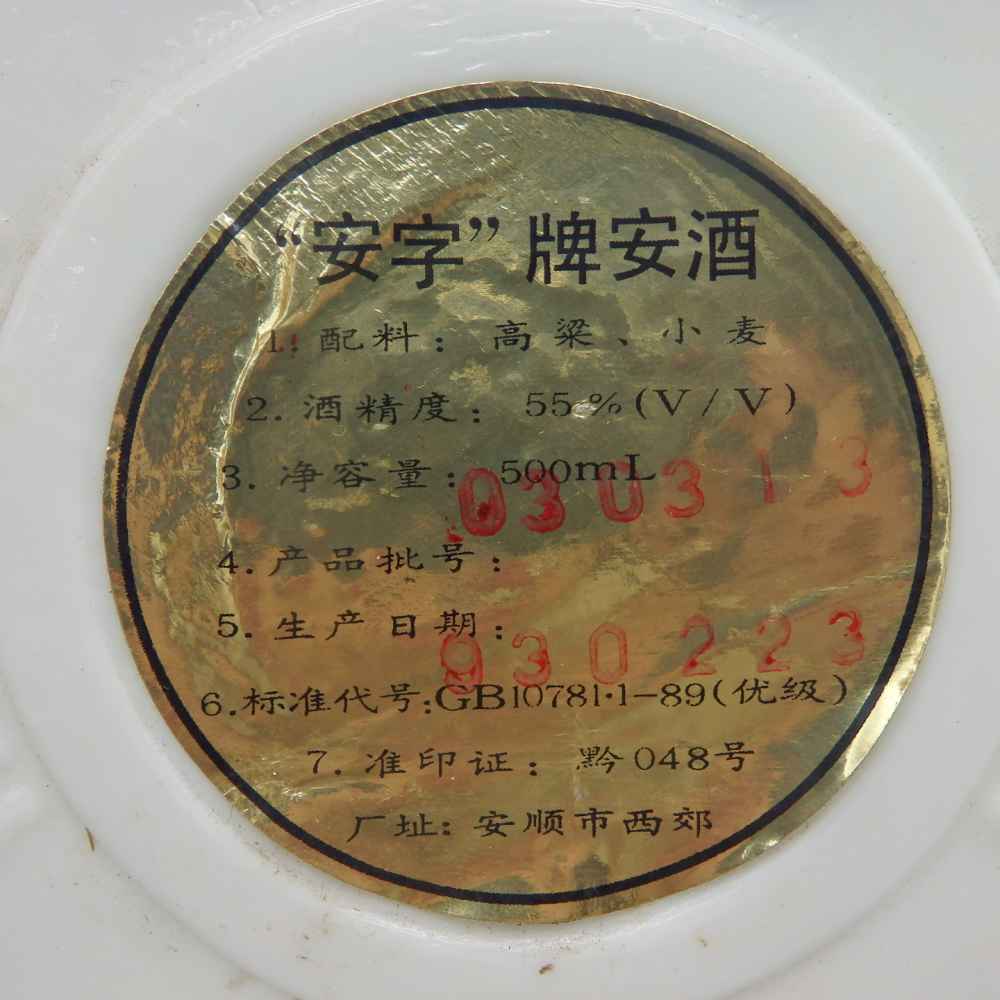 “安字”牌安酒
1. 配料：高粱、小麦
2. 酒精度：55%(V/V)
3. 净容量：500mL
030313
4. 产品批号：
5. 生产日期：
930223
6. 标准代号:GB10781·1-89(优级)
7. 准印证：黔048号
厂址：安顺市西郊